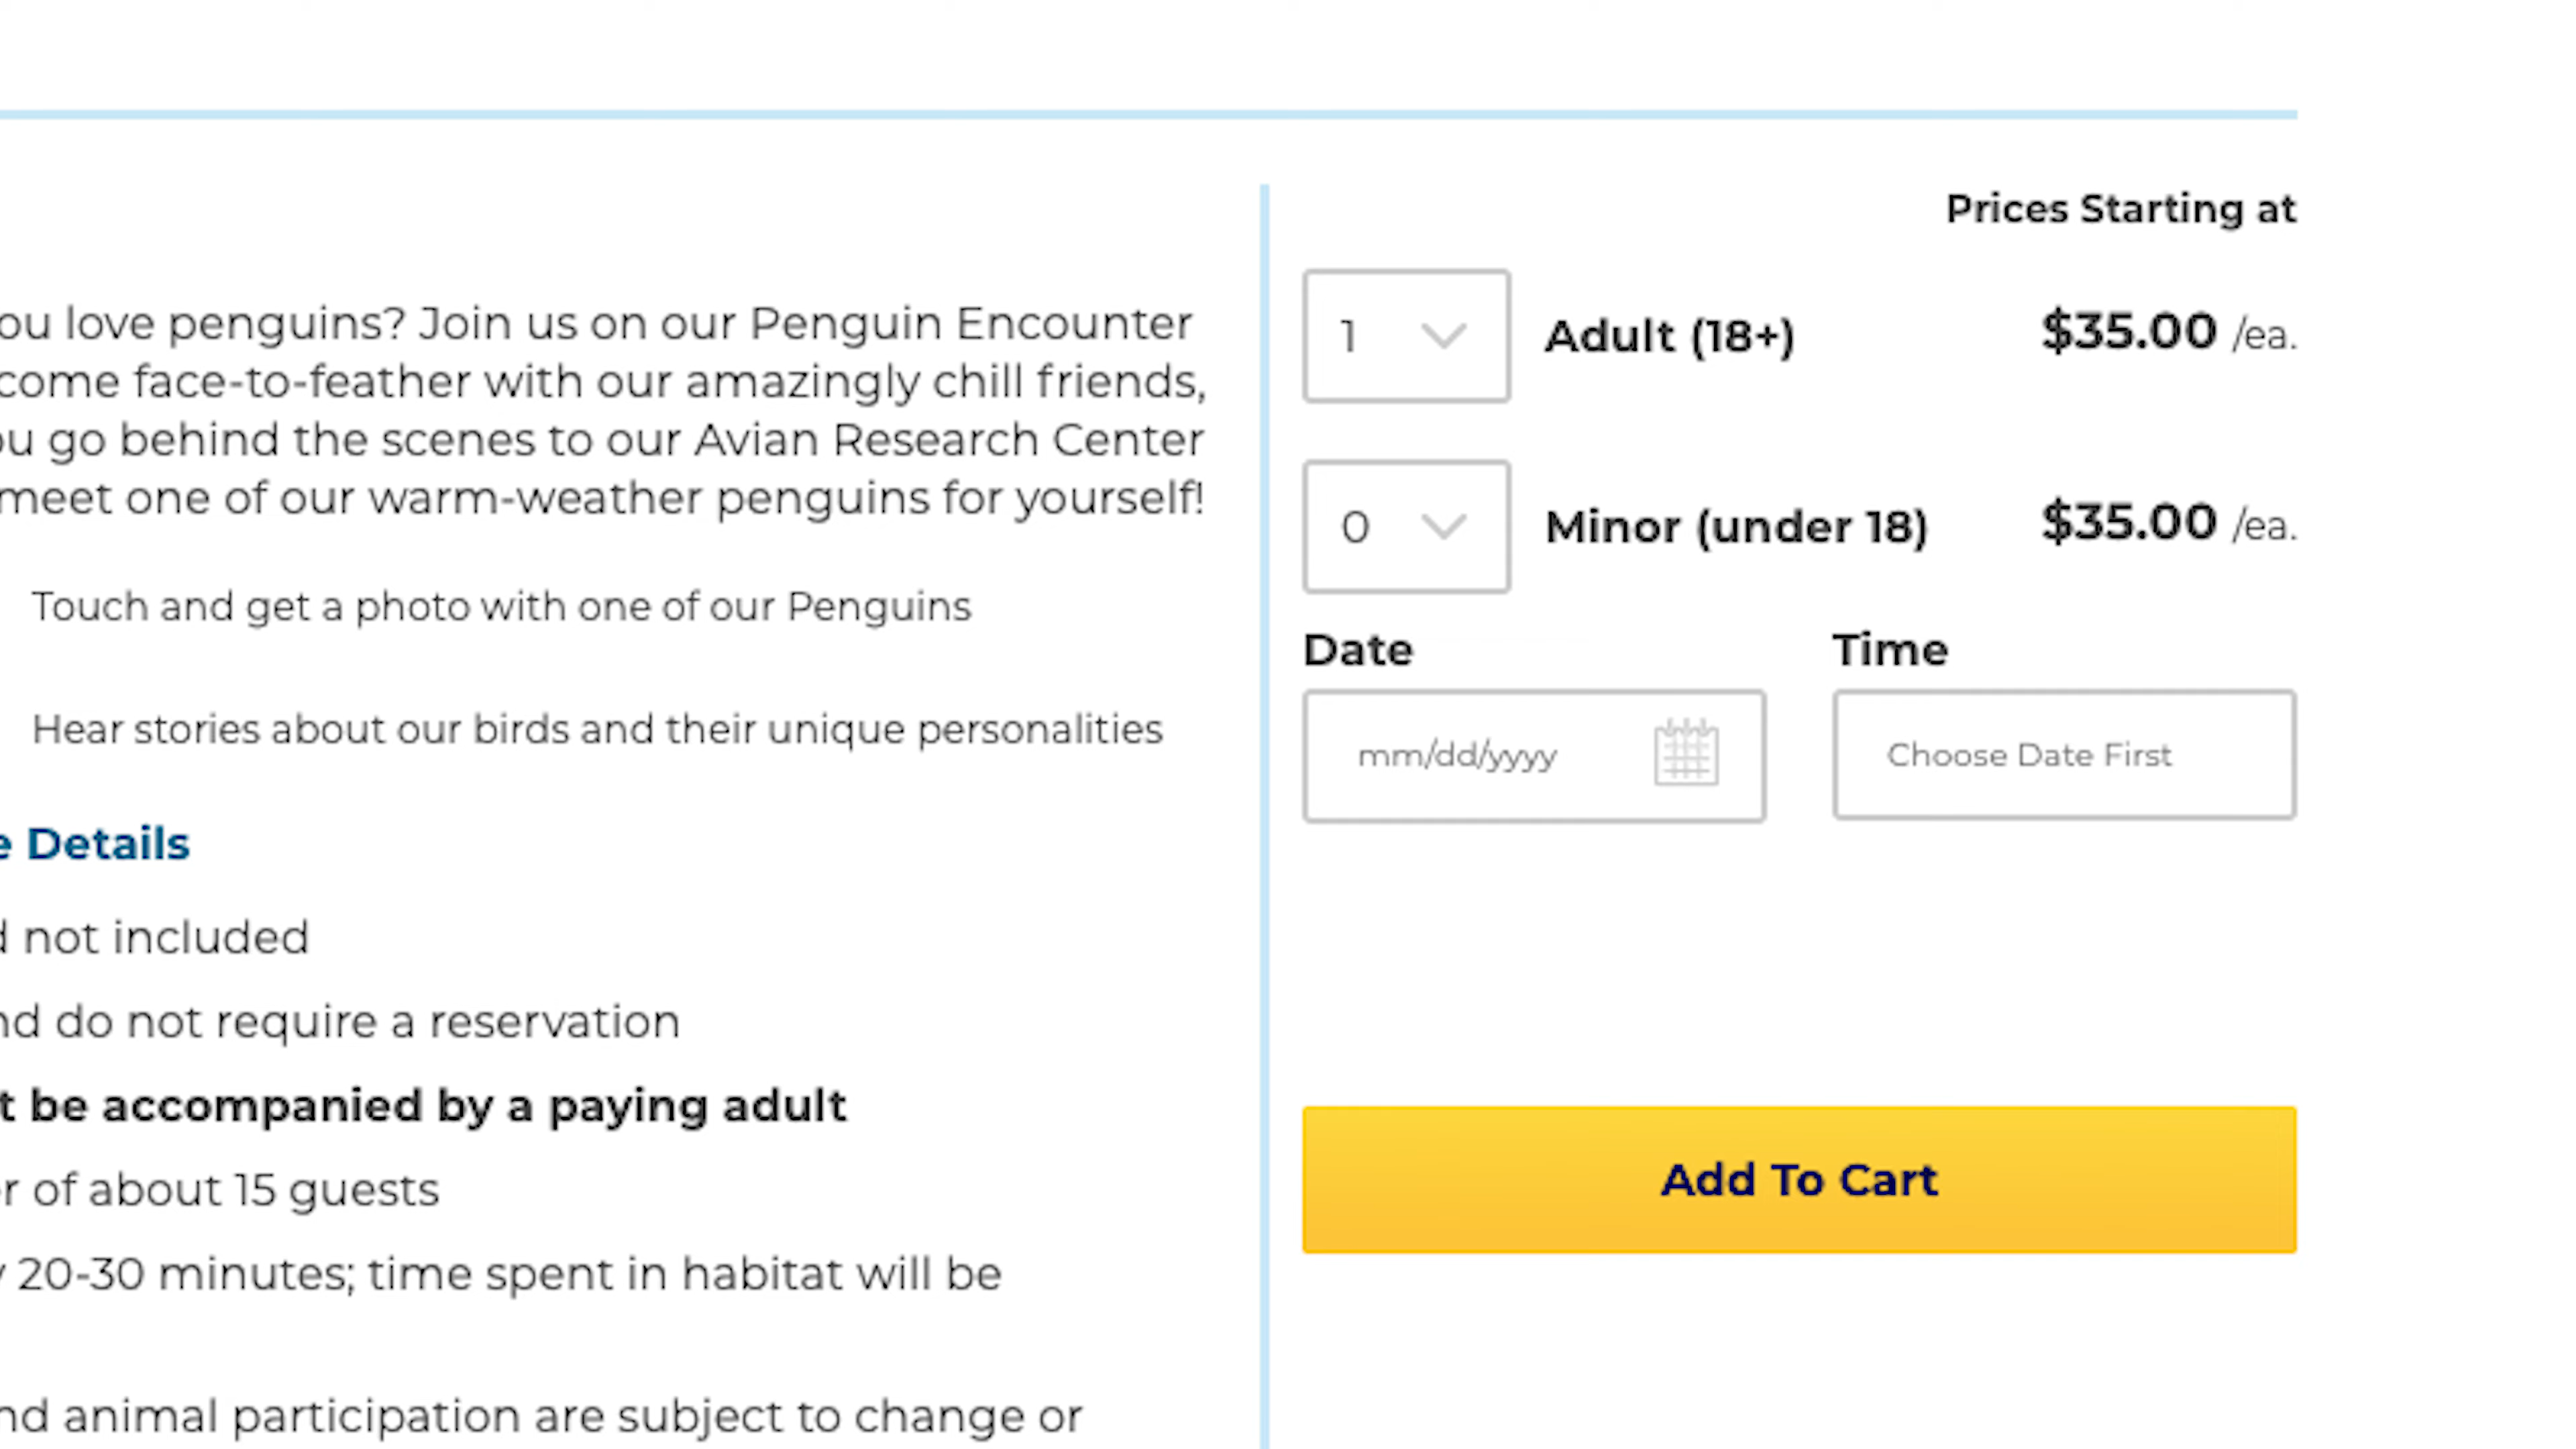 ou love penguins? Join us on our Penguin Encounter
come face-to-feather with our amazingly chill friends,
ou go behind the scenes to our Avian Research Center
meet one of our warm-weather penguins for yourself!
Touch and get a photo with one of our Penguins
Hear stories about our birds and their unique personalities
e Details
d not included
nd do not require a reservation
t be accompanied by a paying adult
r of about 15 guests
y 20-30 minutes; time spent in habitat will be
nd animal participation are subject to change or
Prices Starting at
1 Adult (18+) $35.00 /ea.
0 Minor (under 18) $35.00 /ea.
Date Time
mm/dd/yyyy Choose Date First
Add To Cart